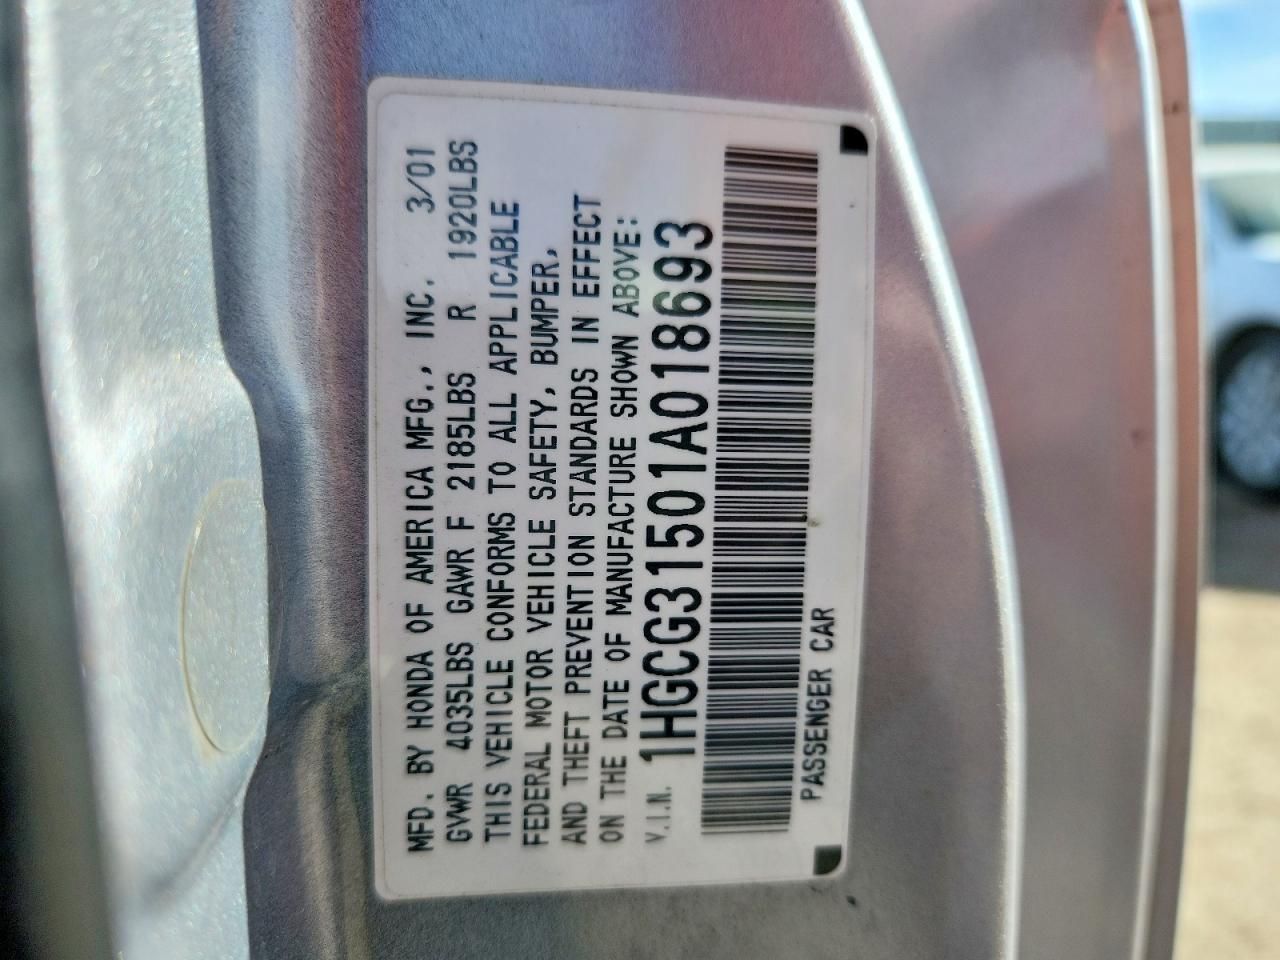 MFD. BY HONDA OF AMERICA MFG., INC. 3/01
GVWR 4035LBS GAWR F 2185LBS R 1920LBS
THIS VEHICLE CONFORMS TO ALL APPLICABLE
FEDERAL MOTOR VEHICLE SAFETY, BUMPER,
AND THEFT PREVENTION STANDARDS IN EFFECT
ON THE DATE OF MANUFACTURE SHOWN ABOVE:
V.I.N. 1HGCG31501A018693
PASSENGER CAR